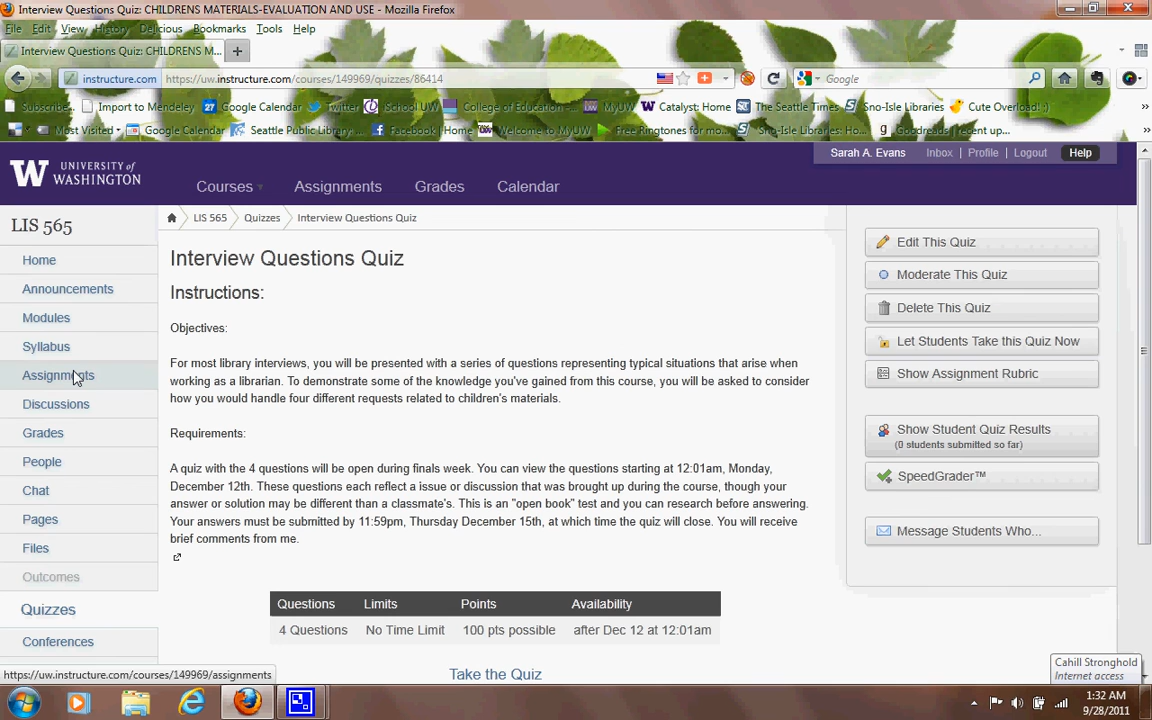 Interview Questions Quiz: CHILDRENS MATERIALS-EVALUATION AND USE - Mozilla Firefox
File Edit View History Delicious Bookmarks Tools Help
Interview Questions Quiz: CHILDRENS M...
instructure.com https://uw.instructure.com/courses/149969/quizzes/86414 Google
Subscribe... Import to Mendeley 27 Google Calendar Twitter School UW College of Education -... MyUW Catalyst: Home The Seattle Times Sno-Isle Libraries Cute Overload! :)
Most Visited Google Calendar Seattle Public Library... Facebook | Home Welcome to MyUW Free Ringtones for mo... Sno-Isle Libraries: Ho... Goodreads | recent up...
Sarah A. Evans Inbox | Profile | Logout Help
W UNIVERSITY of WASHINGTON
Courses Assignments Grades Calendar
LIS 565
Home
Announcements
Modules
Syllabus
Assignments
Discussions
Grades
People
Chat
Pages
Files
Outcomes
Quizzes
Conferences
LIS 565 Quizzes Interview Questions Quiz
Interview Questions Quiz
Instructions:
Objectives:
For most library interviews, you will be presented with a series of questions representing typical situations that arise when
working as a librarian. To demonstrate some of the knowledge you've gained from this course, you will be asked to consider
how you would handle four different requests related to children's materials.
Requirements:
A quiz with the 4 questions will be open during finals week. You can view the questions starting at 12:01am, Monday,
December 12th. These questions each reflect a issue or discussion that was brought up during the course, though your
answer or solution may be different than a classmate's. This is an "open book" test and you can research before answering.
Your answers must be submitted by 11:59pm, Thursday December 15th, at which time the quiz will close. You will receive
brief comments from me.
Questions Limits Points Availability
4 Questions No Time Limit 100 pts possible after Dec 12 at 12:01am
Take the Quiz
Edit This Quiz
Moderate This Quiz
Delete This Quiz
Let Students Take this Quiz Now
Show Assignment Rubric
Show Student Quiz Results
(0 students submitted so far)
SpeedGrader™
Message Students Who...
https://uw.instructure.com/courses/149969/assignments
Cahill Stronghold
Internet access
1:32 AM
9/28/2011